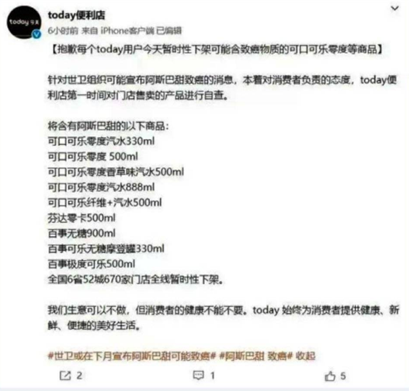 today便利店
6小时前 来自 iPhone客户端 已编辑
【抱歉每个today用户今天暂时性下架可能含致癌物质的可口可乐零度等商品】
针对世卫组织可能宣布阿斯巴甜致癌的消息，本着对消费者负责的态度，today便
利店第一时间对门店售卖的产品进行自查。
将含有阿斯巴甜的以下商品：
可口可乐零度汽水330ml
可口可乐零度 500ml
可口可乐零度香草味汽水500ml
可口可乐零度汽水888ml
可口可乐纤维+汽水500ml
芬达零卡500ml
百事无糖900ml
百事可乐无糖摩登罐330ml
百事极度可乐500ml
全国6省52城670家门店全线暂时性下架。
我们生意可以不做，但消费者的健康不能不要。today 始终为消费者提供健康、新
鲜、便捷的美好生活。
#世卫或在下月宣布阿斯巴甜可能致癌# #阿斯巴甜 致癌# 收起
2 1 5